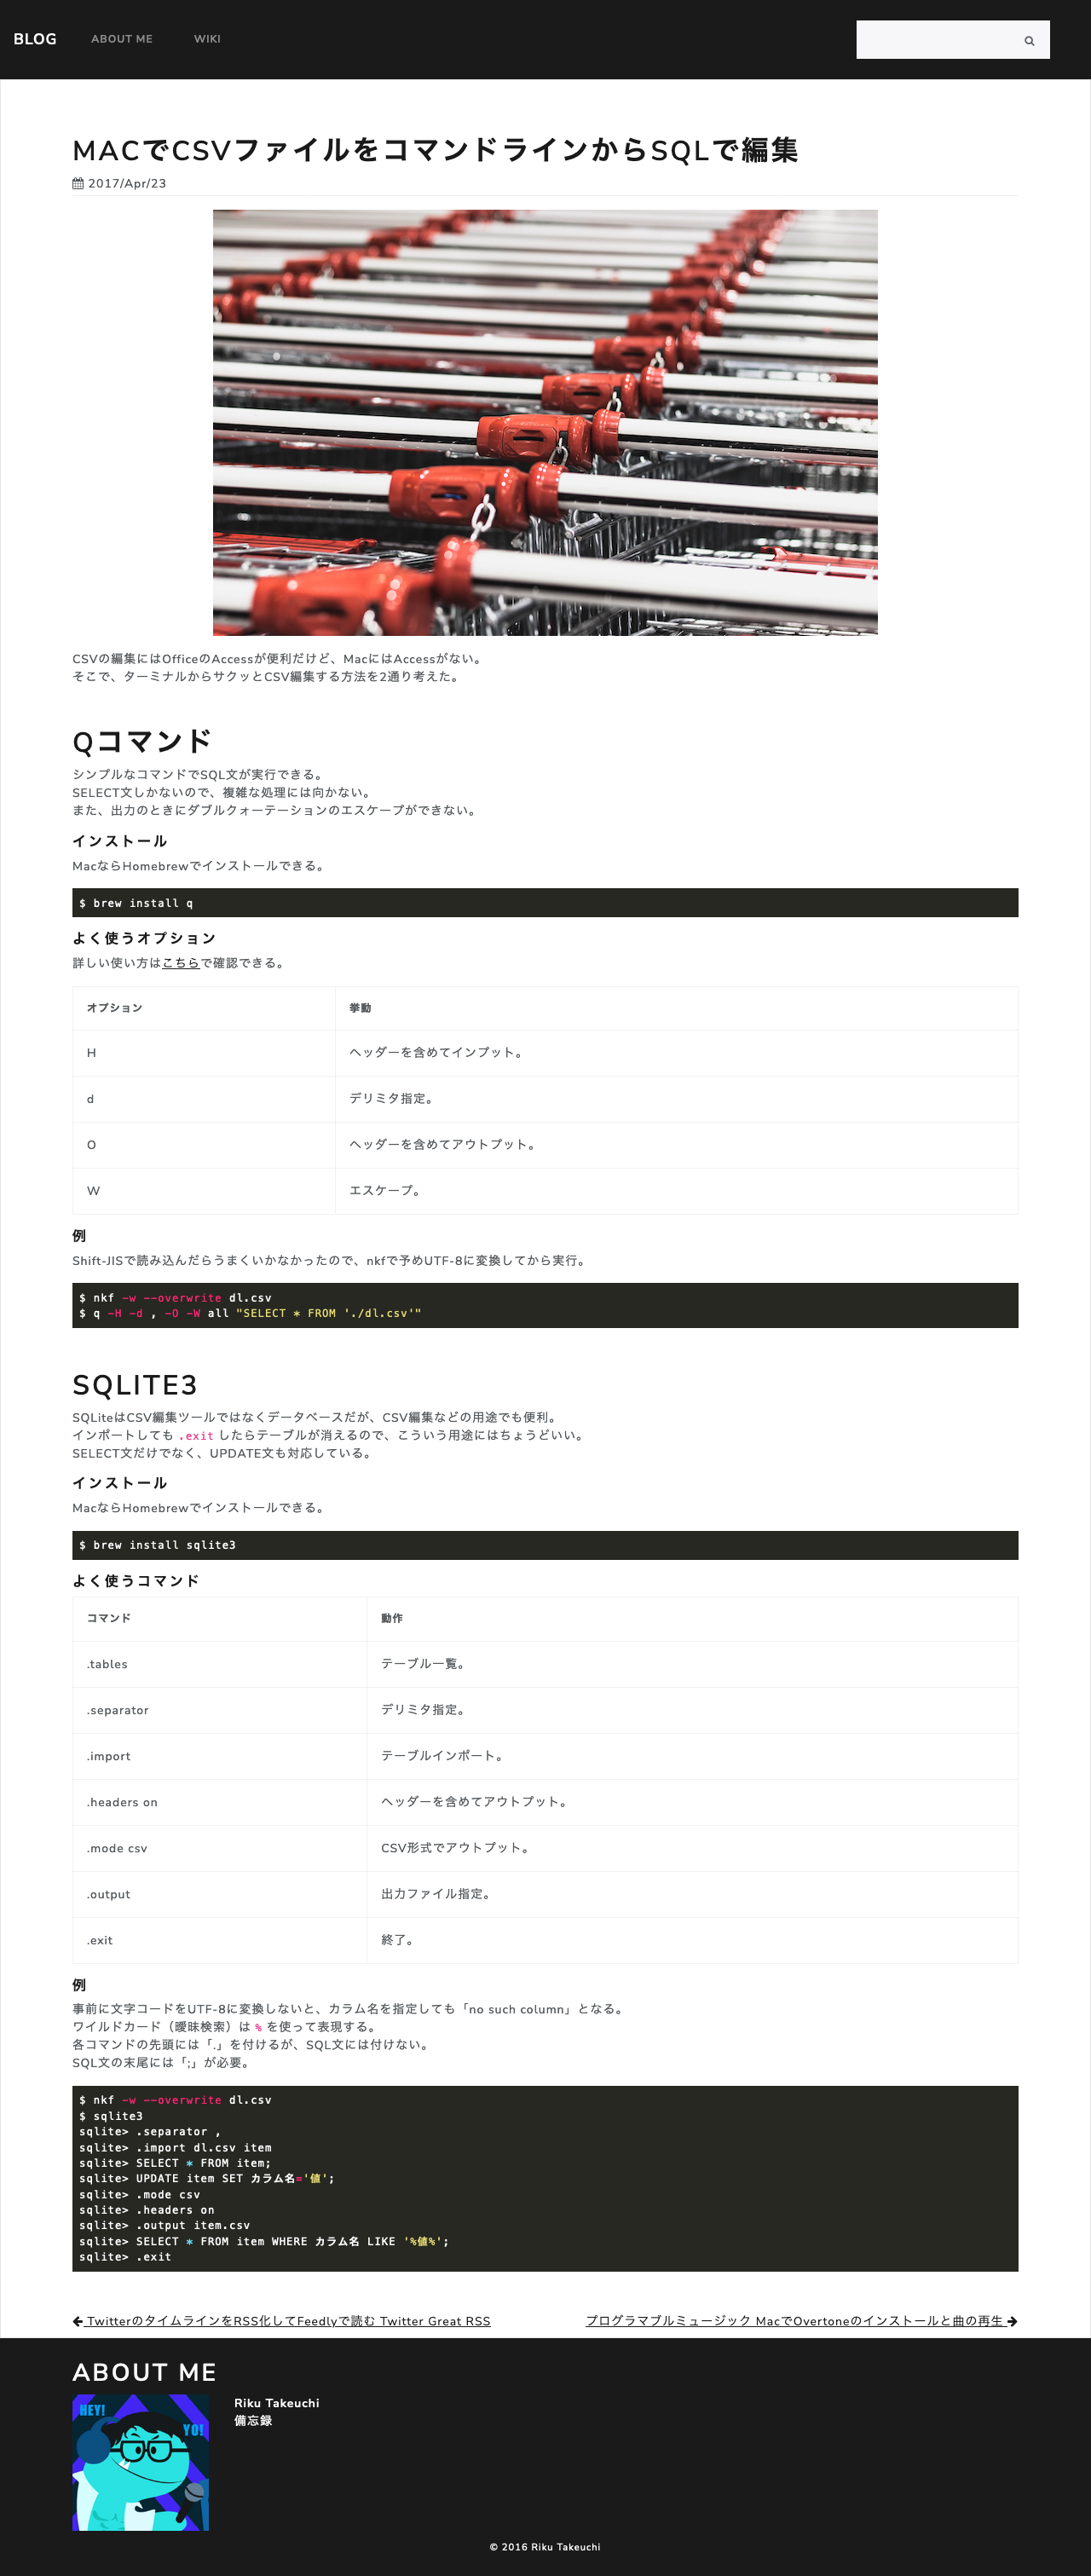 BLOG
ABOUT ME
WIKI
MACでCSVファイルをコマンドラインからSQLで編集
2017/Apr/23
CSVの編集にはOfficeのAccessが便利だけど、MacにはAccessがない。
そこで、ターミナルからサクッとCSV編集する方法を2通り考えた。
Qコマンド
シンプルなコマンドでSQL文が実行できる。
SELECT文しかないので、複雑な処理には向かない。
また、出力のときにダブルクォーテーションのエスケープができない。
インストール
MacならHomebrewでインストールできる。
$ brew install q
よく使うオプション
詳しい使い方はこちらで確認できる。
オプション 挙動
H ヘッダーを含めてインプット。
d デリミタ指定。
O ヘッダーを含めてアウトプット。
W エスケープ。
例
Shift-JISで読み込んだらうまくいかなかったので、nkfで予めUTF-8に変換してから実行。
$ nkf -w --overwrite dl.csv
$ q -H -d , -O -W all "SELECT * FROM './dl.csv'"
SQLITE3
SQLiteはCSV編集ツールではなくデータベースだが、CSV編集などの用途でも便利。
インポートしても .exit したらテーブルが消えるので、こういう用途にはちょうどいい。
SELECT文だけでなく、UPDATE文も対応している。
インストール
MacならHomebrewでインストールできる。
$ brew install sqlite3
よく使うコマンド
コマンド 動作
.tables テーブル一覧。
.separator デリミタ指定。
.import テーブルインポート。
.headers on ヘッダーを含めてアウトプット。
.mode csv CSV形式でアウトプット。
.output 出力ファイル指定。
.exit 終了。
例
事前に文字コードをUTF-8に変換しないと、カラム名を指定しても「no such column」となる。
ワイルドカード（曖昧検索）は % を使って表現する。
各コマンドの先頭には「.」を付けるが、SQL文には付けない。
SQL文の末尾には「;」が必要。
$ nkf -w --overwrite dl.csv
$ sqlite3
sqlite> .separator ,
sqlite> .import dl.csv item
sqlite> SELECT * FROM item;
sqlite> UPDATE item SET カラム名='値';
sqlite> .mode csv
sqlite> .headers on
sqlite> .output item.csv
sqlite> SELECT * FROM item WHERE カラム名 LIKE '%値%';
sqlite> .exit
TwitterのタイムラインをRSS化してFeedlyで読む Twitter Great RSS
プログラマブルミュージック MacでOvertoneのインストールと曲の再生
ABOUT ME
HEY!
YO!
Riku Takeuchi
備忘録
© 2016 Riku Takeuchi